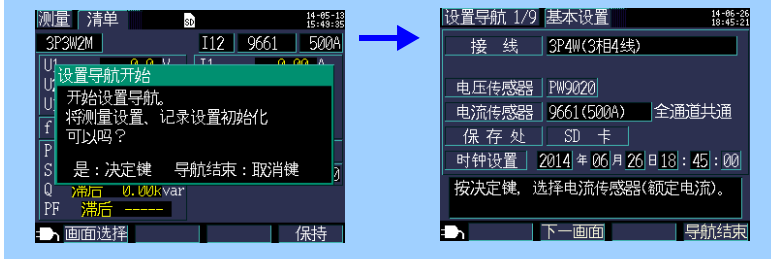 测量 清单 SD 14-05-13
15:49:35
3P3W2M I12 9661 500A
设置导航开始
开始设置导航。
将测量设置、记录设置初始化
可以吗？
是：决定键 导航结束：取消键
Q 滞后 0.00kvar
PF 滞后 -----
画面选择 保持
设置导航 1/9 基本设置 14-06-26
18:45:21
接 线 3P4W(3相4线)
电压传感器 PW9020
电流传感器 9661(500A) 全通道共通
保 存 处 SD 卡
时钟设置 2014 年 06 月 26 日 18 : 45 : 00
按决定键，选择电流传感器(额定电流)。
下一画面 导航结束